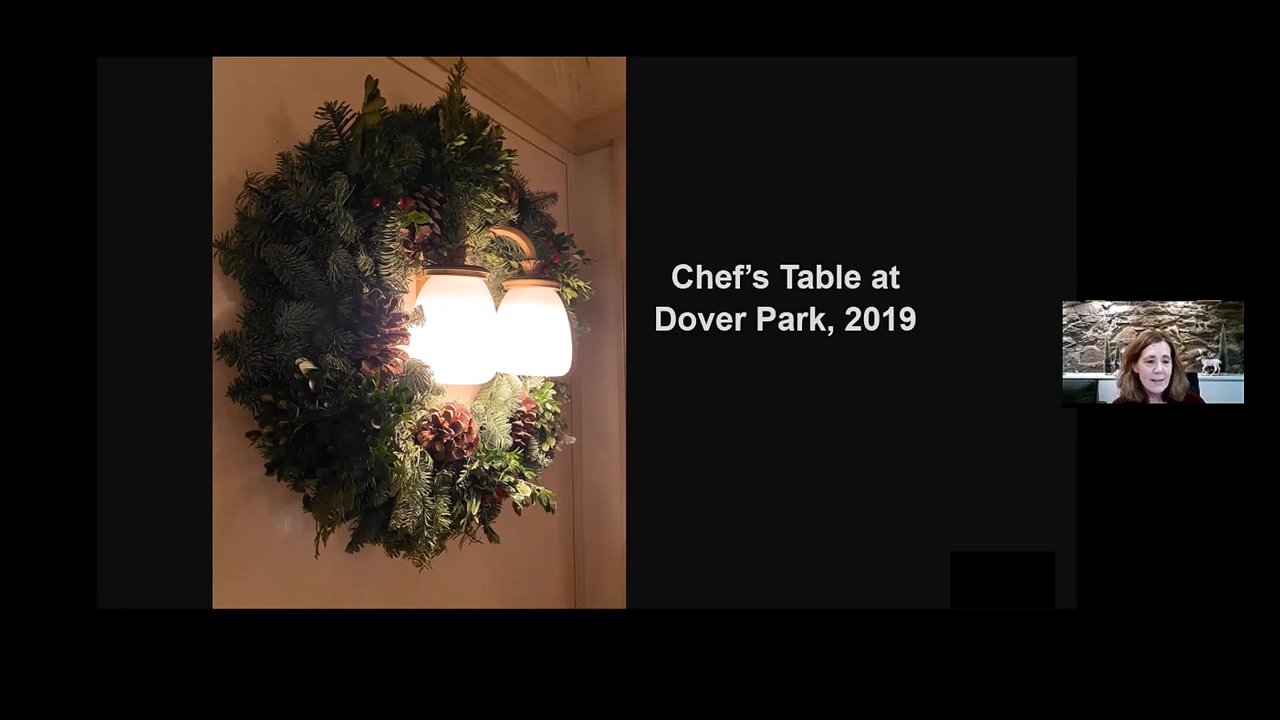 Chef’s Table at
Dover Park, 2019